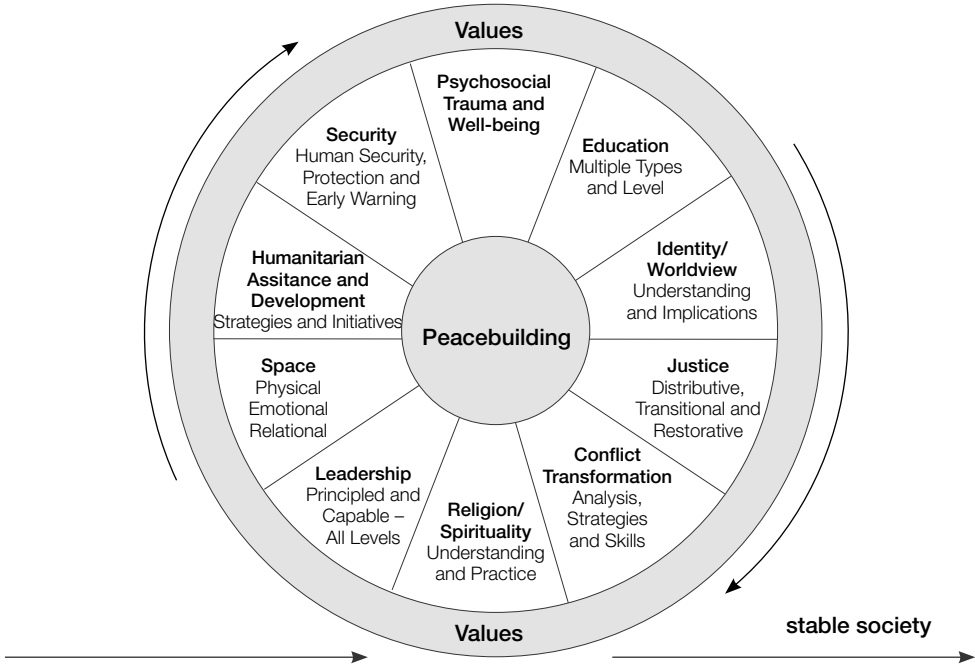 Values
Psychosocial
Trauma and
Well-being
Education
Multiple Types
and Level
Identity/
Worldview
Understanding
and Implications
Justice
Distributive,
Transitional and
Restorative
Conflict
Transformation
Analysis,
Strategies
and Skills
Religion/
Spirituality
Understanding
and Practice
Leadership
Principled and
Capable –
All Levels
Space
Physical
Emotional
Relational
Humanitarian
Assitance and
Development
Strategies and Initiatives
Security
Human Security,
Protection and
Early Warning
Peacebuilding
Values
stable society